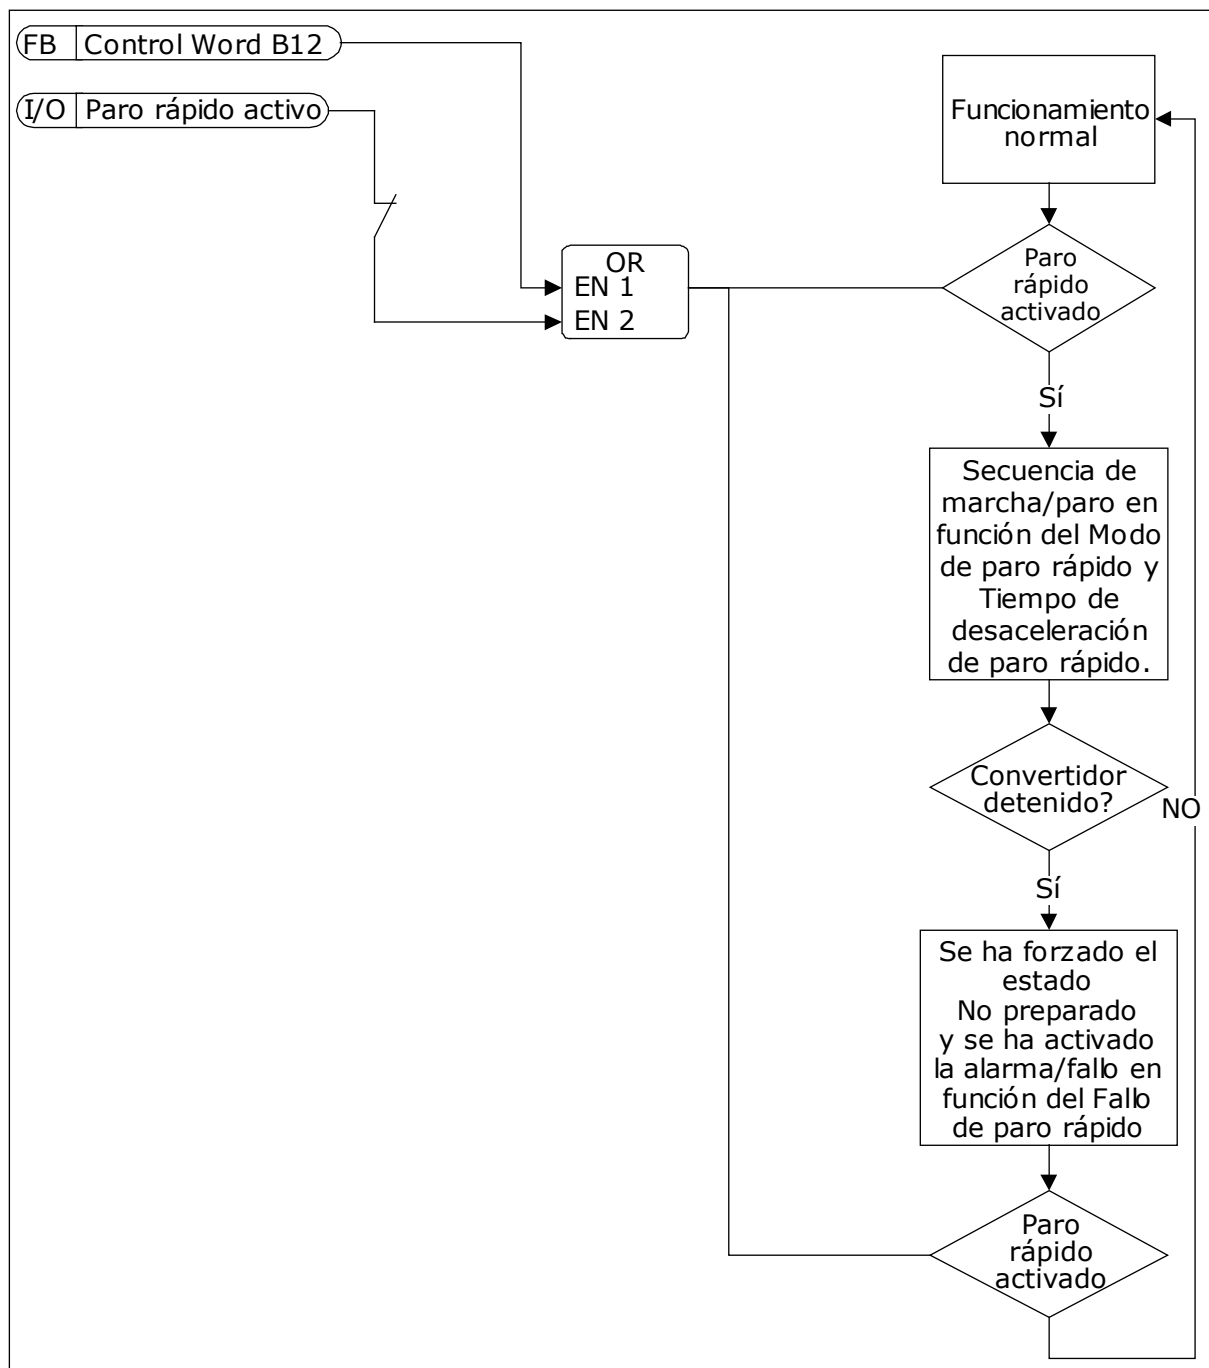 FB Control Word B12
I/O Paro rápido activo
OR
EN 1
EN 2
Funcionamiento
normal
Paro
rápido
activado
Sí
Secuencia de
marcha/paro en
función del Modo
de paro rápido y
Tiempo de
desaceleración
de paro rápido.
Convertidor
detenido?
NO
Sí
Se ha forzado el
estado
No preparado
y se ha activado
la alarma/fallo en
función del Fallo
de paro rápido
Paro
rápido
activado